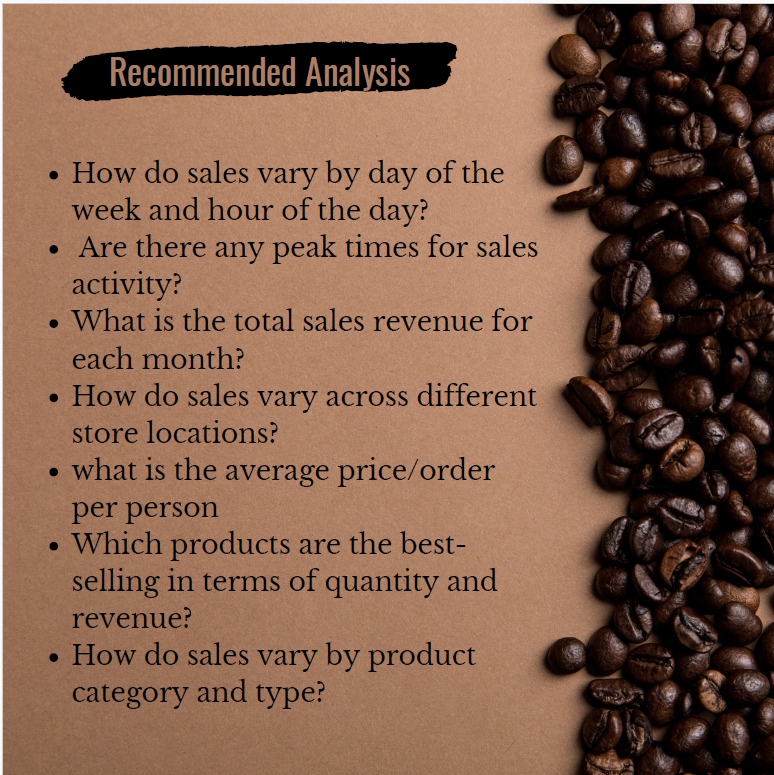 Recommended Analysis
• How do sales vary by day of the
week and hour of the day?
• Are there any peak times for sales
activity?
• What is the total sales revenue for
each month?
• How do sales vary across different
store locations?
• what is the average price/order
per person
• Which products are the best-
selling in terms of quantity and
revenue?
• How do sales vary by product
category and type?